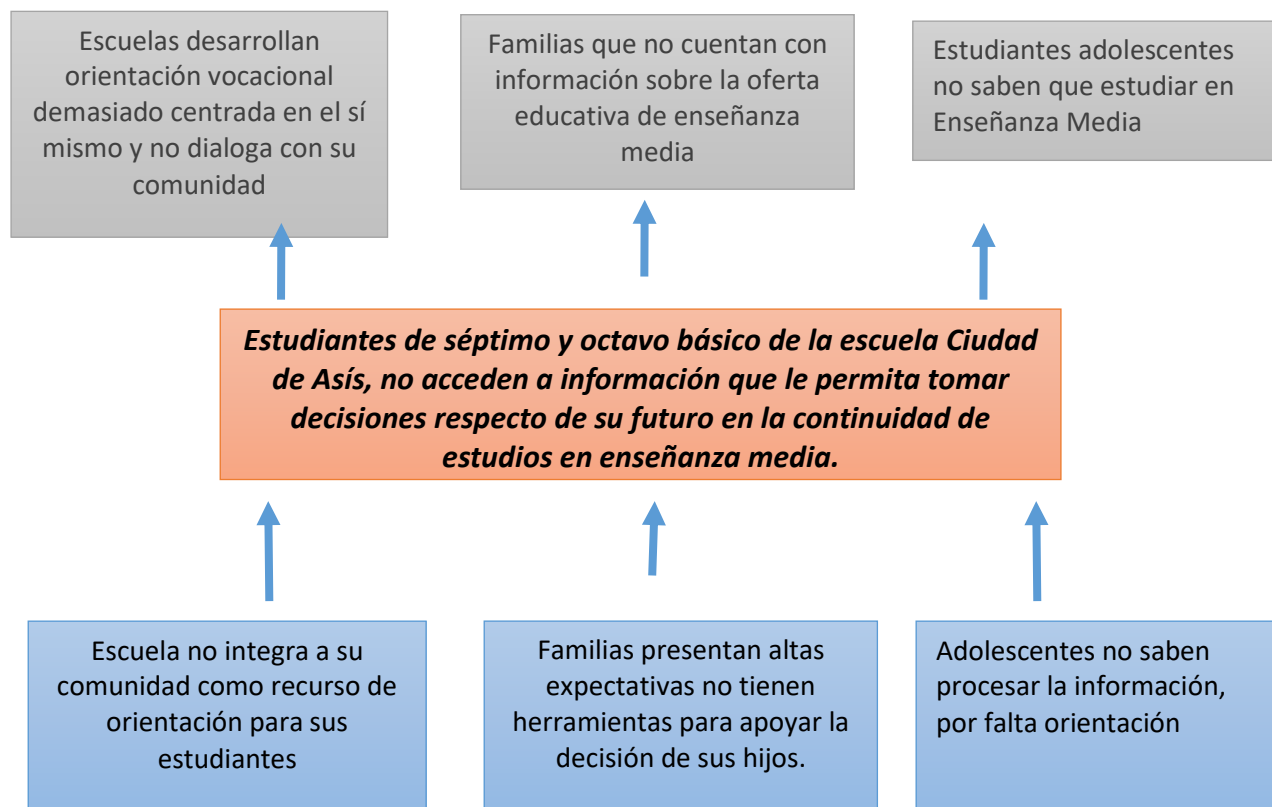 Escuelas desarrollan
orientación vocacional
demasiado centrada en el sí
mismo y no dialoga con su
comunidad
Familias que no cuentan con
información sobre la oferta
educativa de enseñanza
media
Estudiantes adolescentes
no saben que estudiar en
Enseñanza Media
Estudiantes de séptimo y octavo básico de la escuela Ciudad
de Asís, no acceden a información que le permita tomar
decisiones respecto de su futuro en la continuidad de
estudios en enseñanza media.
Escuela no integra a su
comunidad como recurso de
orientación para sus
estudiantes
Familias presentan altas
expectativas no tienen
herramientas para apoyar la
decisión de sus hijos.
Adolescentes no saben
procesar la información,
por falta orientación